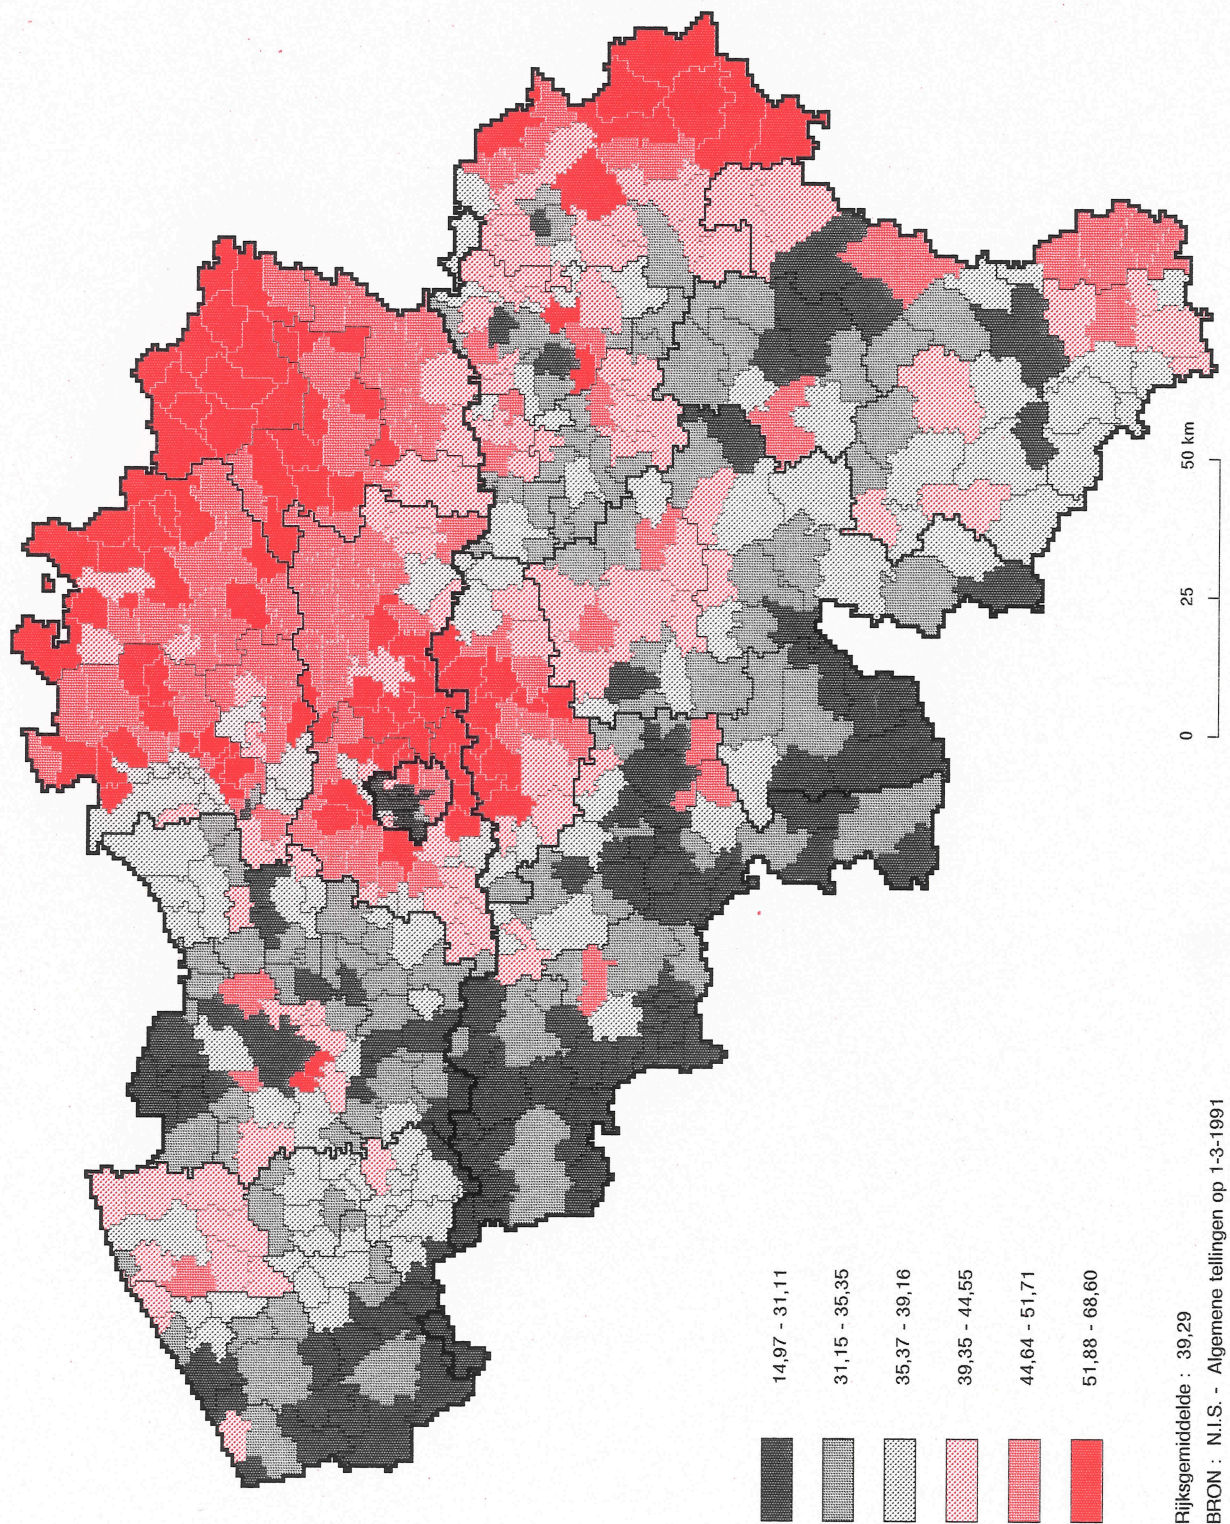 14,97 - 31,11
31,15 - 35,35
35,37 - 39,16
39,35 - 44,55
44,64 - 51,71
51,88 - 68,60
0 25 50 km
Rijksgemiddelde : 39,29
BRON : N.I.S. - Algemene tellingen op 1-3-1991